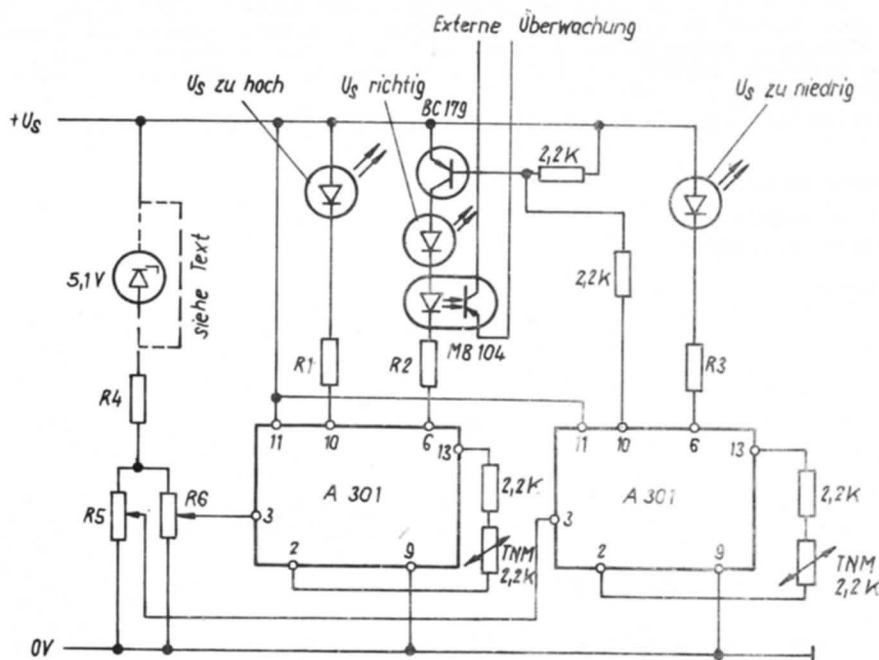 Externe Überwachung
Us zu hoch
Us richtig
BC 179
Us zu niedrig
+Us
2,2K
5,1V
siehe Text
2,2K
R1
R2
MB 104
R3
R4
11
10
6
13
11
10
6
13
R5
R6
3
A 301
2,2K
3
A 301
2,2K
2
9
TNM
2,2K
2
9
TNM
2,2K
0V